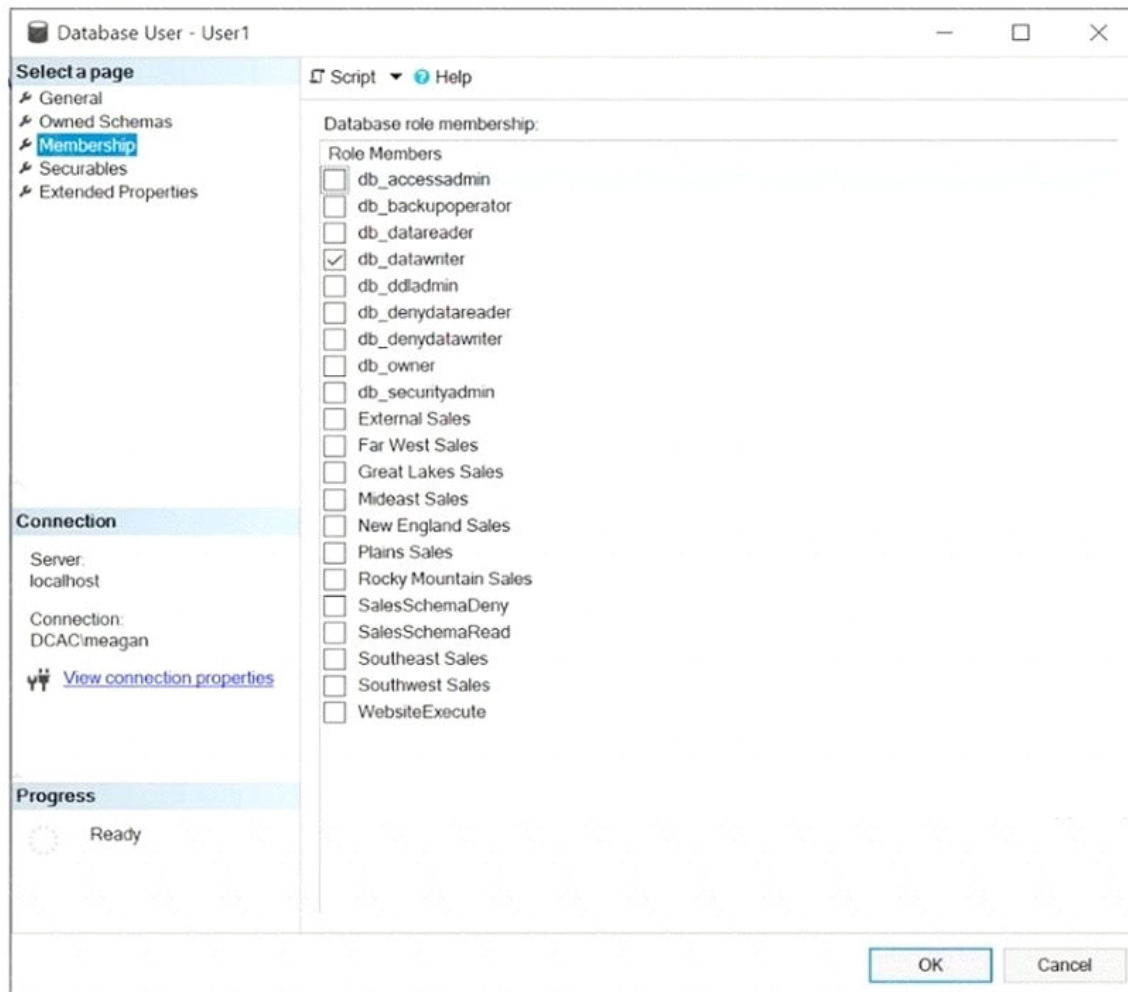 Database User - User1
Select a page
General
Owned Schemas
Membership
Securables
Extended Properties
Script
Help
Database role membership:
Role Members
db_accessadmin
db_backupoperator
db_datareader
db_datawriter
db_ddladmin
db_denydatareader
db_denydatawriter
db_owner
db_securityadmin
External Sales
Far West Sales
Great Lakes Sales
Mideast Sales
New England Sales
Plains Sales
Rocky Mountain Sales
SalesSchemaDeny
SalesSchemaRead
Southeast Sales
Southwest Sales
WebsiteExecute
Connection
Server:
localhost
Connection:
DCAC\meagan
View connection properties
Progress
Ready
OK
Cancel